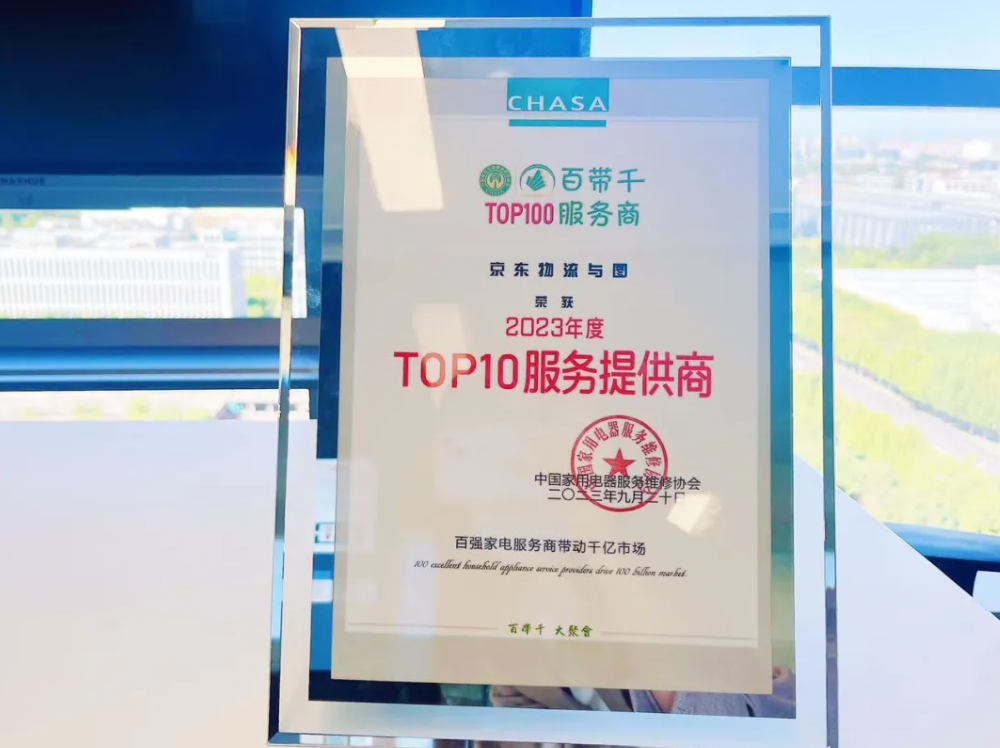 CHASA
百带千
TOP100服务商
京东物流与圆
荣获
2023年度
TOP10服务提供商
中国家用电器服务维修协会
二〇二三年九月二十日
百强家电服务商带动千亿市场
100 excellent household appliance service providers drive 100 billion market
百带千 大聚會